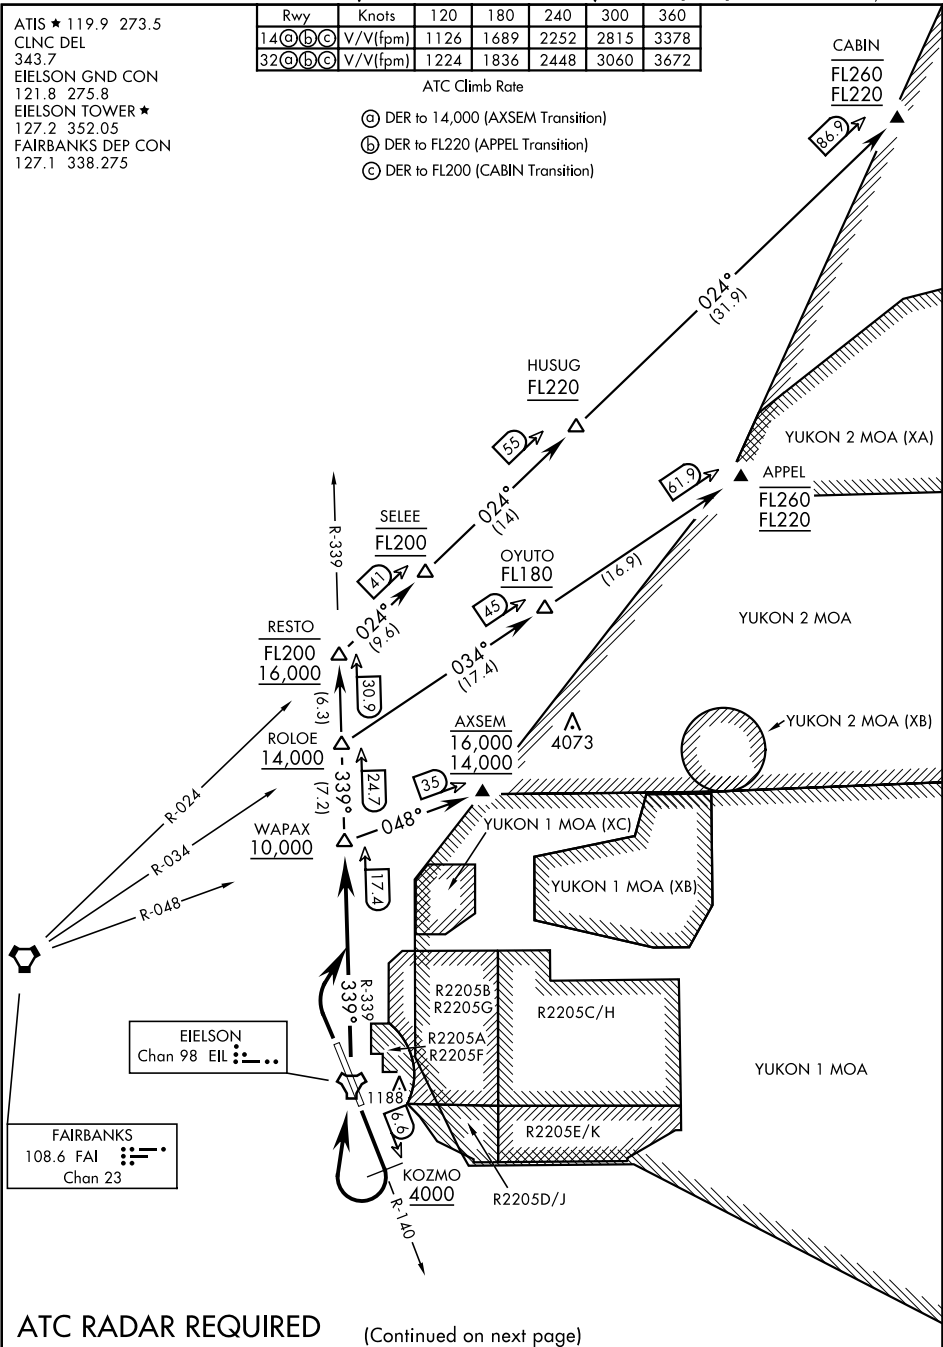 ATIS ★ 119.9 273.5
CLNC DEL
343.7
EIELSON GND CON
121.8 275.8
EIELSON TOWER ★
127.2 352.05
FAIRBANKS DEP CON
127.1 338.275
Rwy Knots 120 180 240 300 360
14 ⓐ ⓑ ⓒ V/V(fpm) 1126 1689 2252 2815 3378
32 ⓐ ⓑ ⓒ V/V(fpm) 1224 1836 2448 3060 3672
ATC Climb Rate
ⓐ DER to 14,000 (AXSEM Transition)
ⓑ DER to FL220 (APPEL Transition)
ⓒ DER to FL200 (CABIN Transition)
CABIN
FL260
FL220
86.9
024°
(31.9)
HUSUG
FL220
55
YUKON 2 MOA (XA)
61.9
APPEL
FL260
FL220
R-339
SELEE
FL200
024°
(14)
41
OYUTO
FL180
(16.9)
45
024°
(9.6)
YUKON 2 MOA
RESTO
FL200
16,000
30.9
(6.3)
034°
(17.4)
AXSEM
16,000
14,000
4073
YUKON 2 MOA (XB)
ROLOE
14,000
24.7
35
339°
(7.2)
R-024
WAPAX
10,000
048°
YUKON 1 MOA (XC)
R-034
17.4
YUKON 1 MOA (XB)
R-048
R-339
339°
R2205B
R2205G
R2205C/H
R2205A
R2205F
EIELSON
Chan 98 EIL
YUKON 1 MOA
1188
6.6
R2205E/K
FAIRBANKS
108.6 FAI
Chan 23
KOZMO
4000
R2205D/J
R-140
ATC RADAR REQUIRED
(Continued on next page)